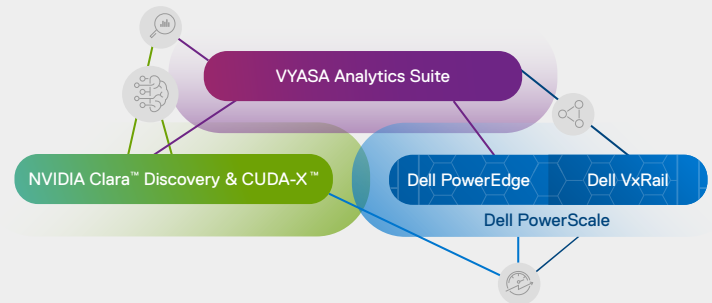 VYASA Analytics Suite
NVIDIA Clara™ Discovery & CUDA-X™
Dell PowerEdge
Dell VxRail
Dell PowerScale